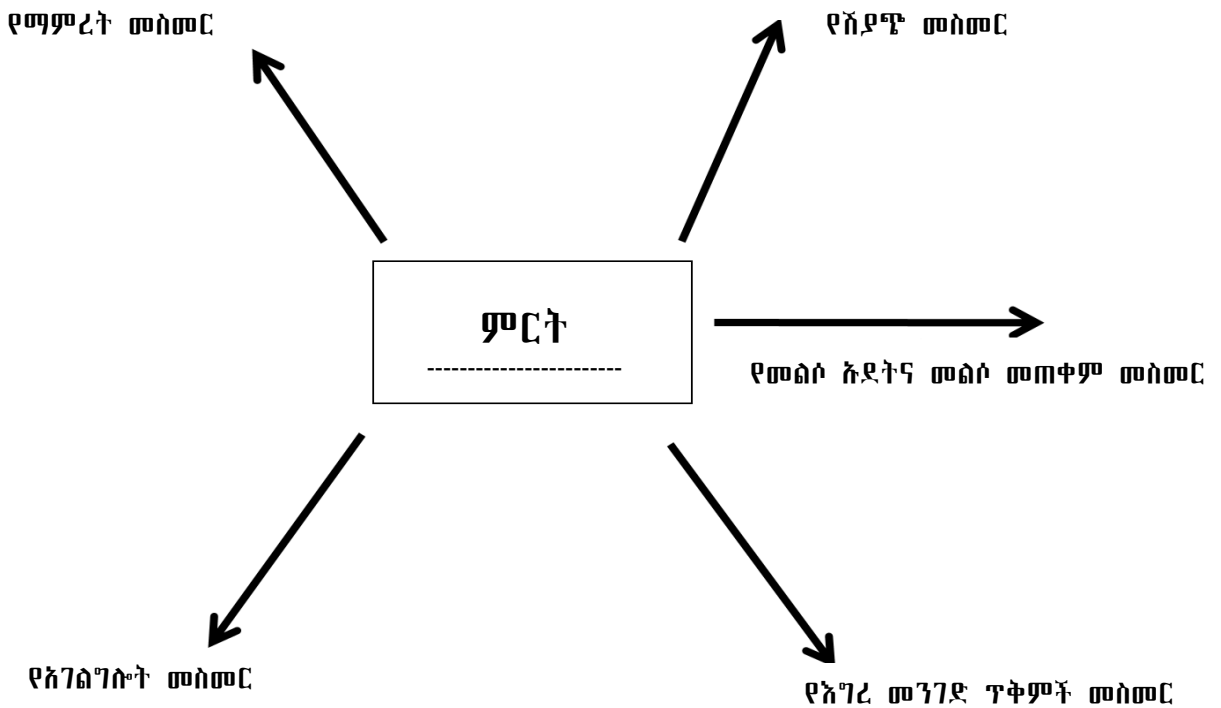 የማምረት መስመር
የሽያጭ መስመር
ምርት
------------------------
የመልሶ ኡደትና መልሶ መጠቀም መስመር
የአገልግሎት መስመር
የእግረ መንገድ ጥቅምች መስመር